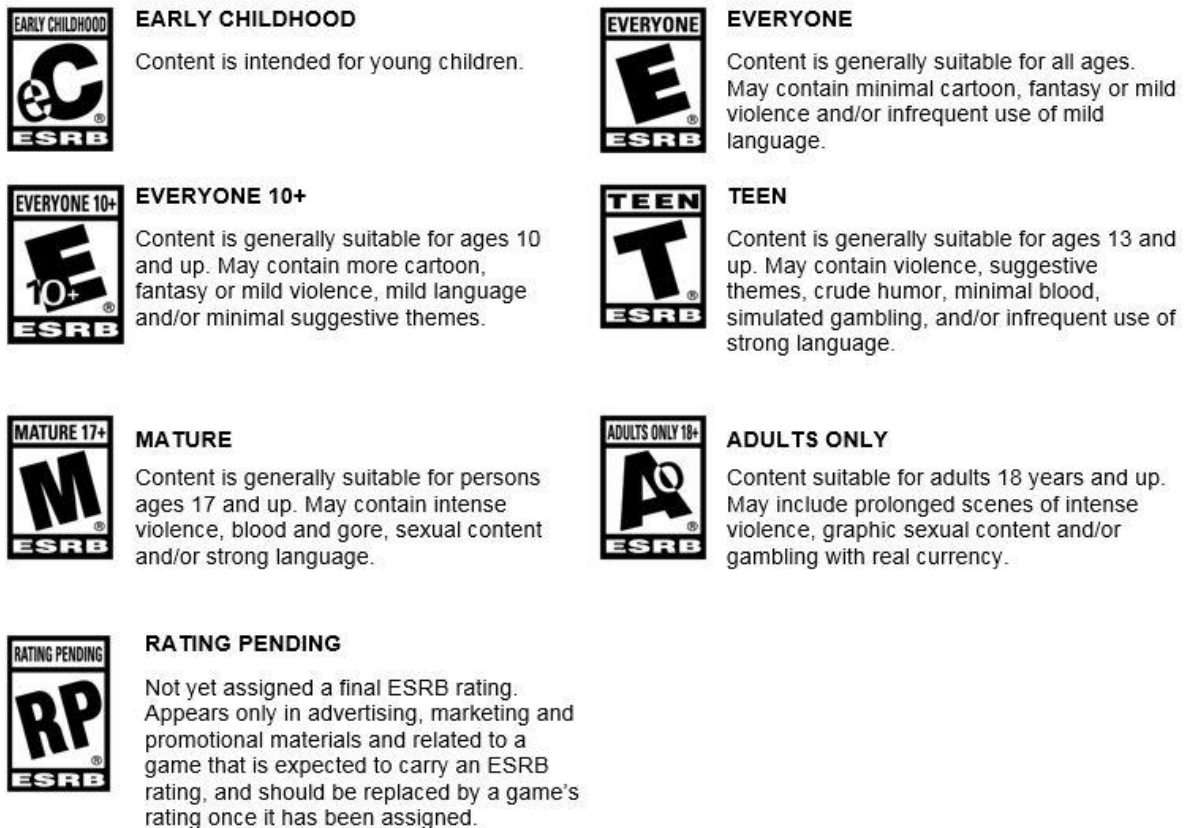 EARLY CHILDHOOD
eC
®
ESRB
EARLY CHILDHOOD
Content is intended for young children.
EVERYONE
E
®
ESRB
EVERYONE
Content is generally suitable for all ages.
May contain minimal cartoon, fantasy or mild
violence and/or infrequent use of mild
language.
EVERYONE 10+
E
10+
®
ESRB
EVERYONE 10+
Content is generally suitable for ages 10
and up. May contain more cartoon,
fantasy or mild violence, mild language
and/or minimal suggestive themes.
TEEN
T
®
ESRB
TEEN
Content is generally suitable for ages 13 and
up. May contain violence, suggestive
themes, crude humor, minimal blood,
simulated gambling, and/or infrequent use of
strong language.
MATURE 17+
M
®
ESRB
MATURE
Content is generally suitable for persons
ages 17 and up. May contain intense
violence, blood and gore, sexual content
and/or strong language.
ADULTS ONLY 18+
Ao
®
ESRB
ADULTS ONLY
Content suitable for adults 18 years and up.
May include prolonged scenes of intense
violence, graphic sexual content and/or
gambling with real currency.
RATING PENDING
RP
®
ESRB
RATING PENDING
Not yet assigned a final ESRB rating.
Appears only in advertising, marketing and
promotional materials and related to a
game that is expected to carry an ESRB
rating, and should be replaced by a game's
rating once it has been assigned.